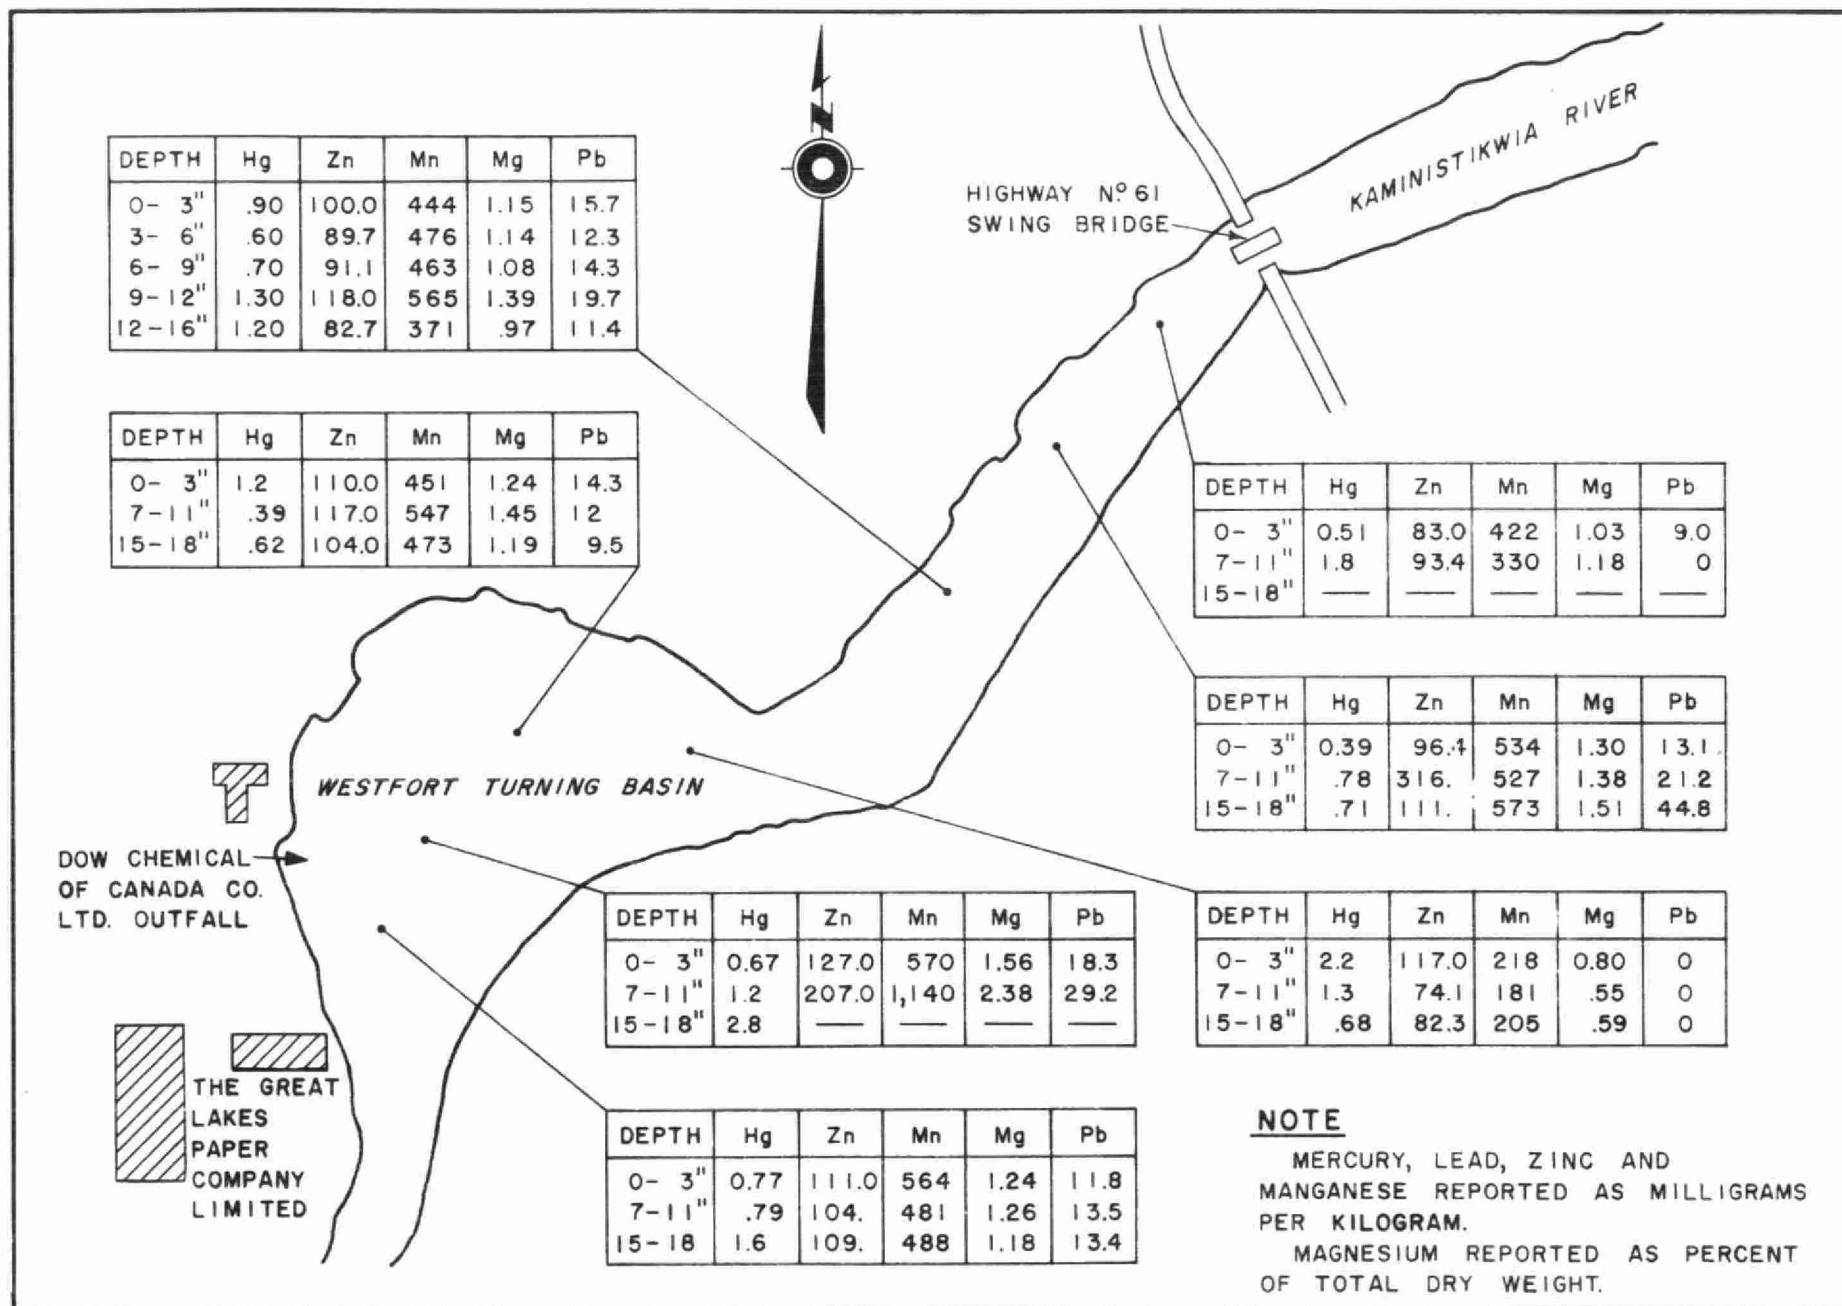 DEPTH Hg Zn Mn Mg Pb
0- 3" .90 100.0 444 1.15 15.7
3- 6" .60 89.7 476 1.14 12.3
6- 9" .70 91.1 463 1.08 14.3
9-12" 1.30 118.0 565 1.39 19.7
12-16" 1.20 82.7 371 .97 11.4
DEPTH Hg Zn Mn Mg Pb
0- 3" 1.2 110.0 451 1.24 14.3
7-11" .39 117.0 547 1.45 12
15-18" .62 104.0 473 1.19 9.5
N
HIGHWAY Nº 61
SWING BRIDGE
KAMINISTIKWIA RIVER
DEPTH Hg Zn Mn Mg Pb
0- 3" 0.51 83.0 422 1.03 9.0
7-11" 1.8 93.4 330 1.18 0
15-18" — — — — —
DEPTH Hg Zn Mn Mg Pb
0- 3" 0.39 96.4 534 1.30 13.1
7-11" .78 316. 527 1.38 21.2
15-18" .71 111. 573 1.51 44.8
WESTFORT TURNING BASIN
DOW CHEMICAL
OF CANADA CO.
LTD. OUTFALL
DEPTH Hg Zn Mn Mg Pb
0- 3" 0.67 127.0 570 1.56 18.3
7-11" 1.2 207.0 1,140 2.38 29.2
15-18" 2.8 — — — —
DEPTH Hg Zn Mn Mg Pb
0- 3" 2.2 117.0 218 0.80 0
7-11" 1.3 74.1 181 .55 0
15-18" .68 82.3 205 .59 0
THE GREAT
LAKES
PAPER
COMPANY
LIMITED
DEPTH Hg Zn Mn Mg Pb
0- 3" 0.77 111.0 564 1.24 11.8
7-11" .79 104. 481 1.26 13.5
15-18 1.6 109. 488 1.18 13.4
NOTE
MERCURY, LEAD, ZINC AND
MANGANESE REPORTED AS MILLIGRAMS
PER KILOGRAM.
MAGNESIUM REPORTED AS PERCENT
OF TOTAL DRY WEIGHT.